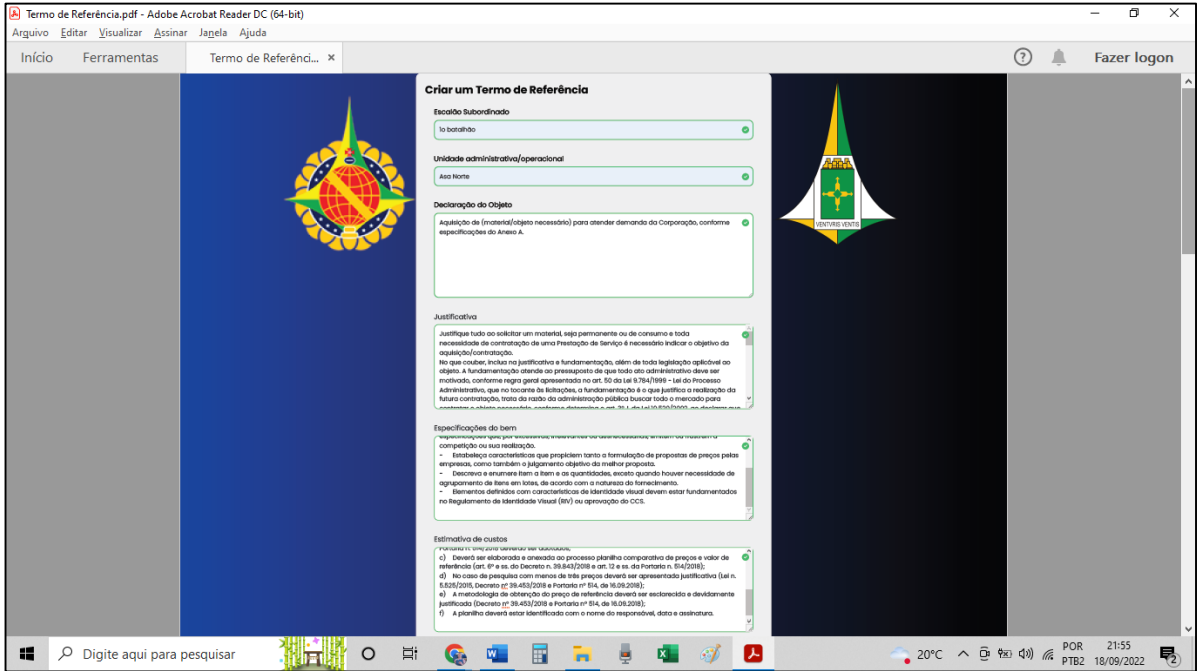 Termo de Referência.pdf - Adobe Acrobat Reader DC (64-bit)
Arquivo Editar Visualizar Assinar Janela Ajuda
Início Ferramentas Termo de Referênci... × Fazer logon
Criar um Termo de Referência
Escalão Subordinado
1o batalhão
Unidade administrativa/operacional
Asa Norte
Declaração do Objeto
Aquisição de (material/objeto necessário) para atender demanda da Corporação, conforme
especificações do Anexo A.
VENTVRIS VENTIS
Justificativa
Justifique tudo ao solicitar um material, seja permanente ou de consumo e toda
necessidade de contratação de uma Prestação de Serviço é necessário indicar o objetivo da
aquisição/contratação.
No que couber, inclua na justificativa e fundamentação, além de toda legislação aplicável ao
objeto. A fundamentação atende ao pressuposto de que todo ato administrativo deve ser
motivado, conforme regra geral apresentada no art. 50 da Lei 9.784/1999 - Lei do Processo
Administrativo, que no tocante às licitações, a fundamentação é o que justifica a realização da
futura contratação, trata da razão da administração pública buscar todo o mercado para
Especificações do bem
competição ou sua realização.
- Estabeleça características que propiciem tanto a formulação de propostas de preços pelas
empresas, como também o julgamento objetivo da melhor proposta.
- Descreva e enumere item a item e as quantidades, exceto quando houver necessidade de
agrupamento de itens em lotes, de acordo com a natureza do fornecimento.
- Elementos definidos com características de identidade visual devem estar fundamentados
no Regulamento de Identidade Visual (RIV) ou aprovação do CCS.
Estimativa de custos
c) Deverá ser elaborada e anexada ao processo planilha comparativa de preços e valor de
referência (art. 6º e ss. do Decreto n. 39.843/2018 e art. 12 e ss. da Portaria n. 514/2018);
d) No caso de pesquisa com menos de três preços deverá ser apresentada justificativa (Lei n.
5.525/2015, Decreto nº 39.453/2018 e Portaria nº 514, de 16.09.2018);
e) A metodologia de obtenção do preço de referência deverá ser esclarecida e devidamente
justificada (Decreto nº 39.453/2018 e Portaria nº 514, de 16.09.2018);
f) A planilha deverá estar identificada com o nome do responsável, data e assinatura.
Digite aqui para pesquisar
20°C
POR
PTB2
21:55
18/09/2022
2